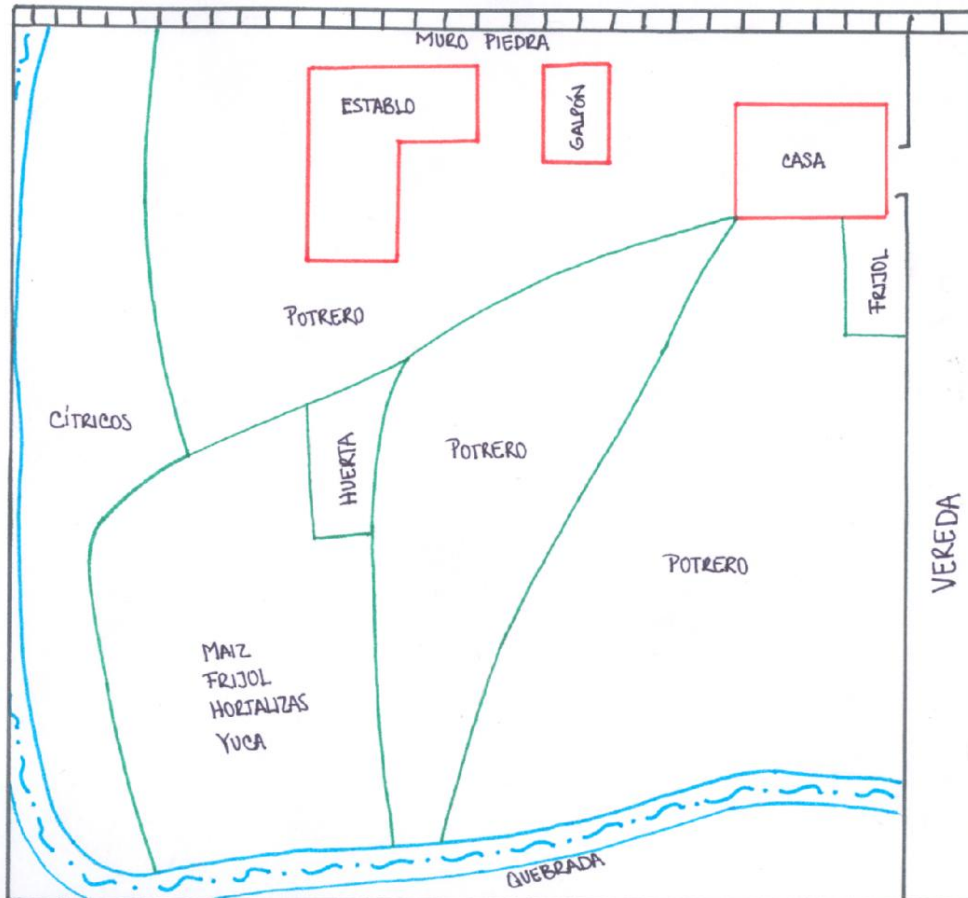 MURO PIEDRA
ESTABLO
GALPÓN
CASA
FRIJOL
POTRERO
CÍTRICOS
HUERTA
POTRERO
POTRERO
VEREDA
MAIZ
FRIJOL
HORTALIZAS
YUCA
QUEBRADA